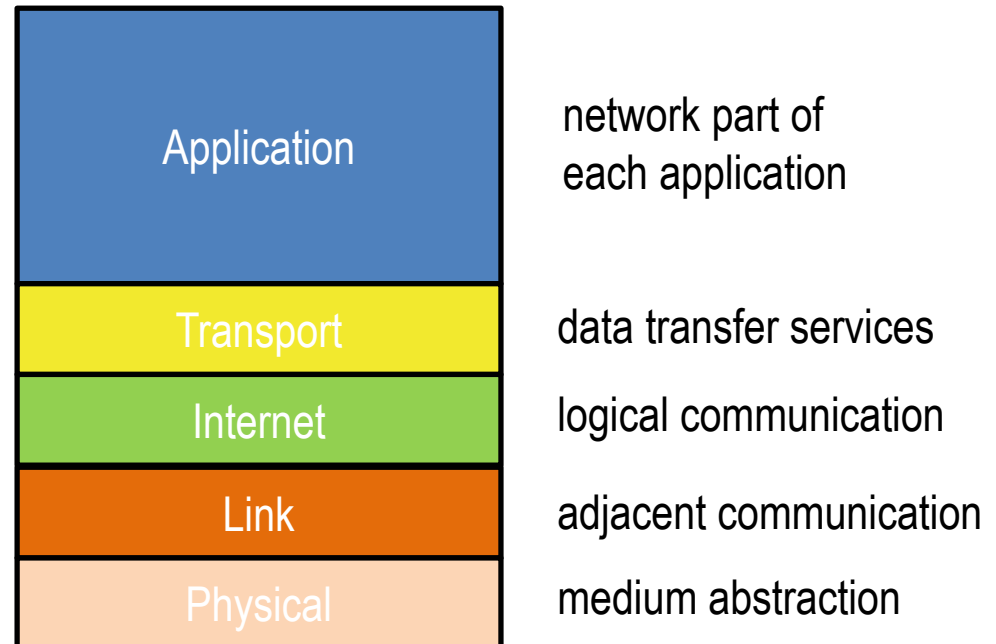 Application
network part of
each application
Transport
data transfer services
Internet
logical communication
Link
adjacent communication
Physical
medium abstraction